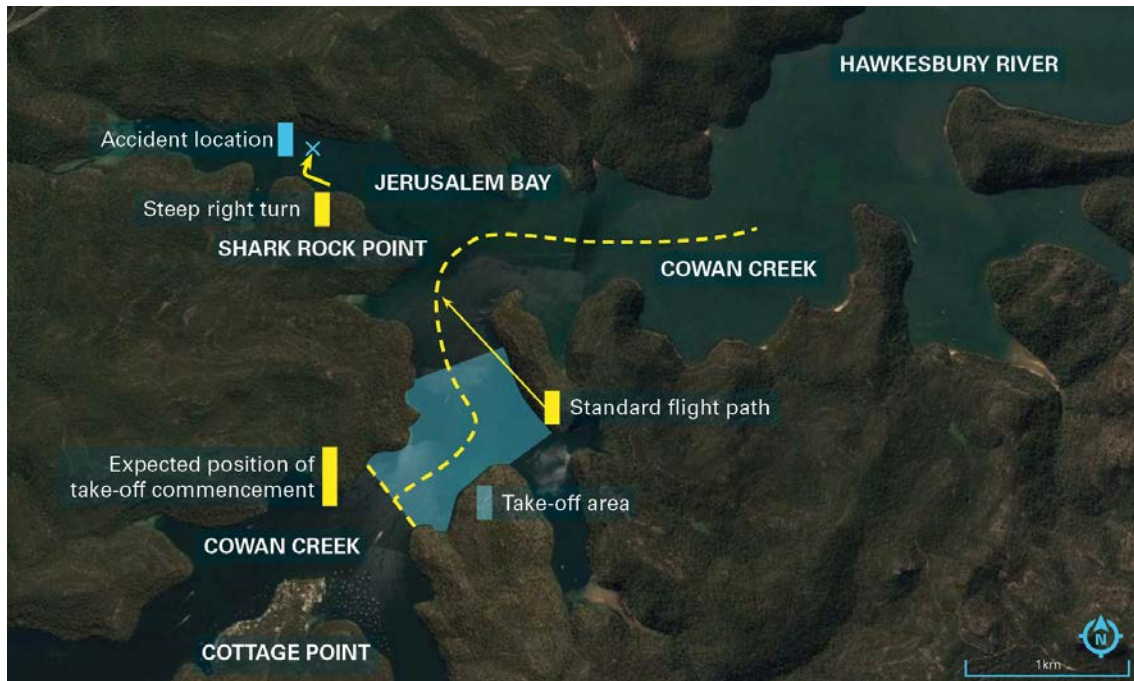 HAWKESBURY RIVER
Accident location
JERUSALEM BAY
Steep right turn
SHARK ROCK POINT
COWAN CREEK
Standard flight path
Expected position of
take-off commencement
Take-off area
COWAN CREEK
COTTAGE POINT
N
1km